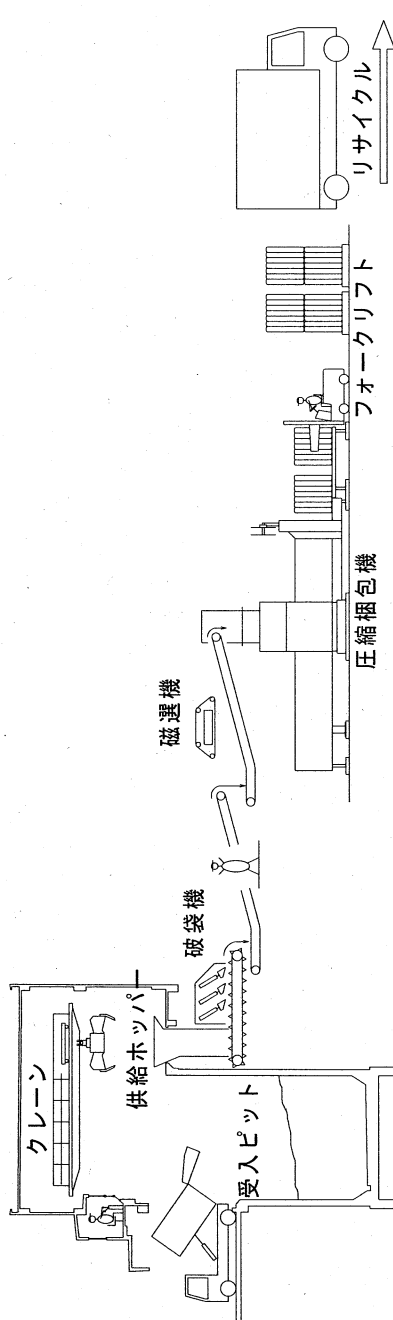 クレーン
供給ホッパー
受入ピット
破袋機
磁選機
圧縮梱包機
フォークリフト
リサイクル